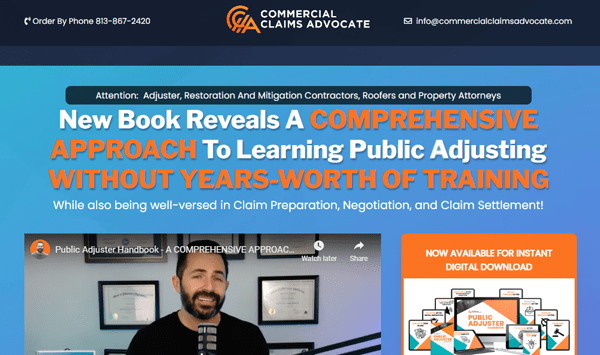 Order By Phone 813-867-2420
COMMERCIAL
CLAIMS ADVOCATE
info@commercialclaimsadvocate.com
Attention: Adjuster, Restoration And Mitigation Contractors, Roofers and Property Attorneys
New Book Reveals A COMPREHENSIVE
APPROACH To Learning Public Adjusting
WITHOUT YEARS-WORTH OF TRAINING
While also being well-versed in Claim Preparation, Negotiation, and Claim Settlement!
Public Adjuster Handbook - A COMPREHENSIVE APPROAC...
Watch later
Share
NOW AVAILABLE FOR INSTANT
DIGITAL DOWNLOAD
PUBLIC
ADJUSTER